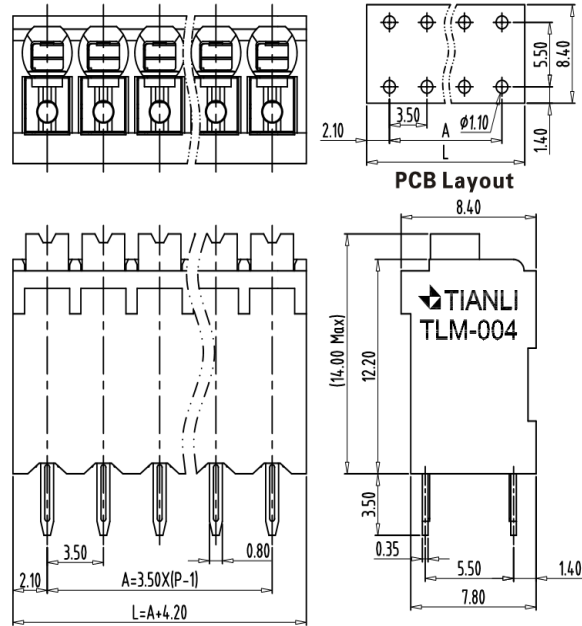 5.50
8.40
3.50
A
ø1.10
2.10
L
1.40
PCB Layout
8.40
TIANLI
TLM-004
(14.00 Max)
12.20
3.50
3.50
0.80
0.35
2.10
A=3.50X(P-1)
5.50
1.40
L=A+4.20
7.80